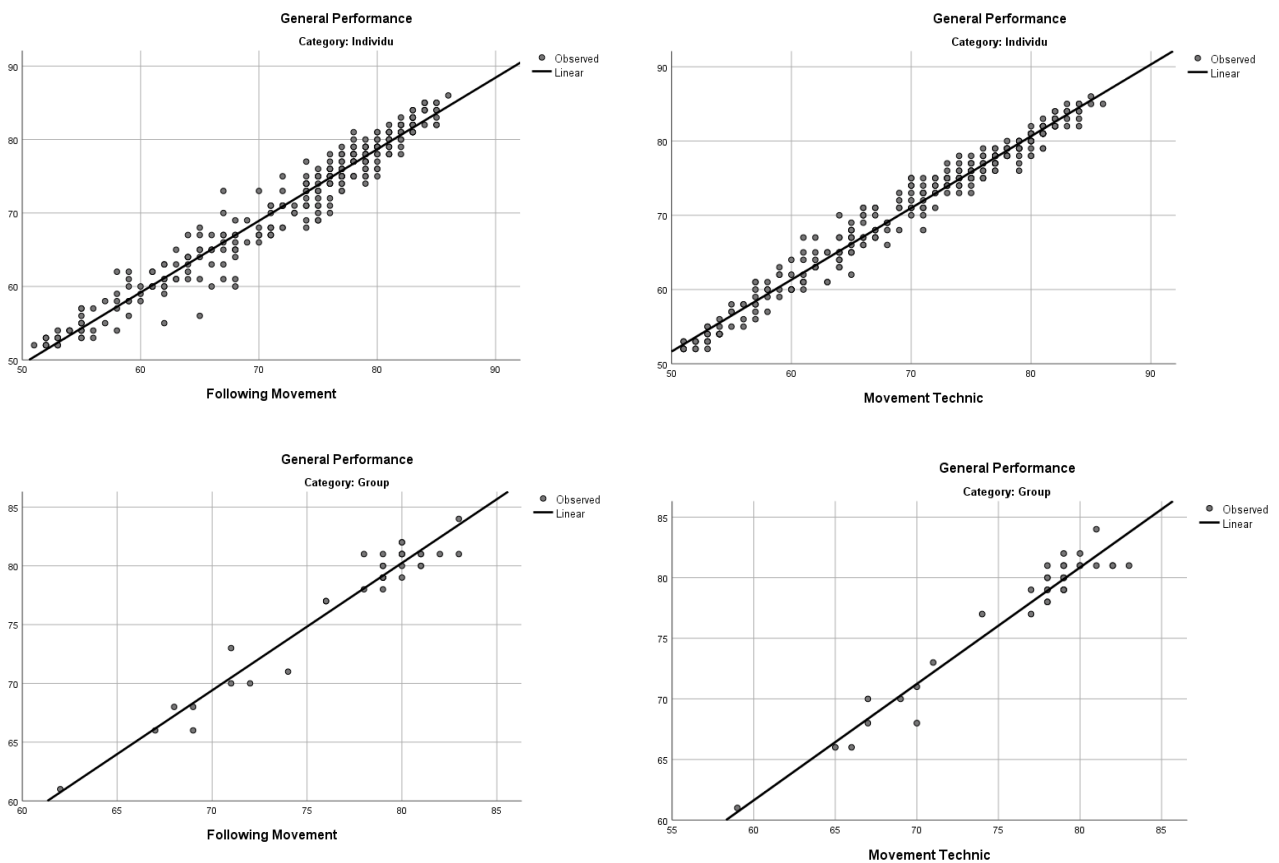 General Performance
Category: Individu
90
80
70
60
50
60
70
80
90
Following Movement
Observed
Linear
General Performance
Category: Individu
90
80
70
60
50
50
60
70
80
90
Movement Technic
Observed
Linear
General Performance
Category: Group
85
80
75
70
65
60
60
65
70
75
80
85
Following Movement
Observed
Linear
General Performance
Category: Group
85
80
75
70
65
60
55
60
65
70
75
80
85
Movement Technic
Observed
Linear